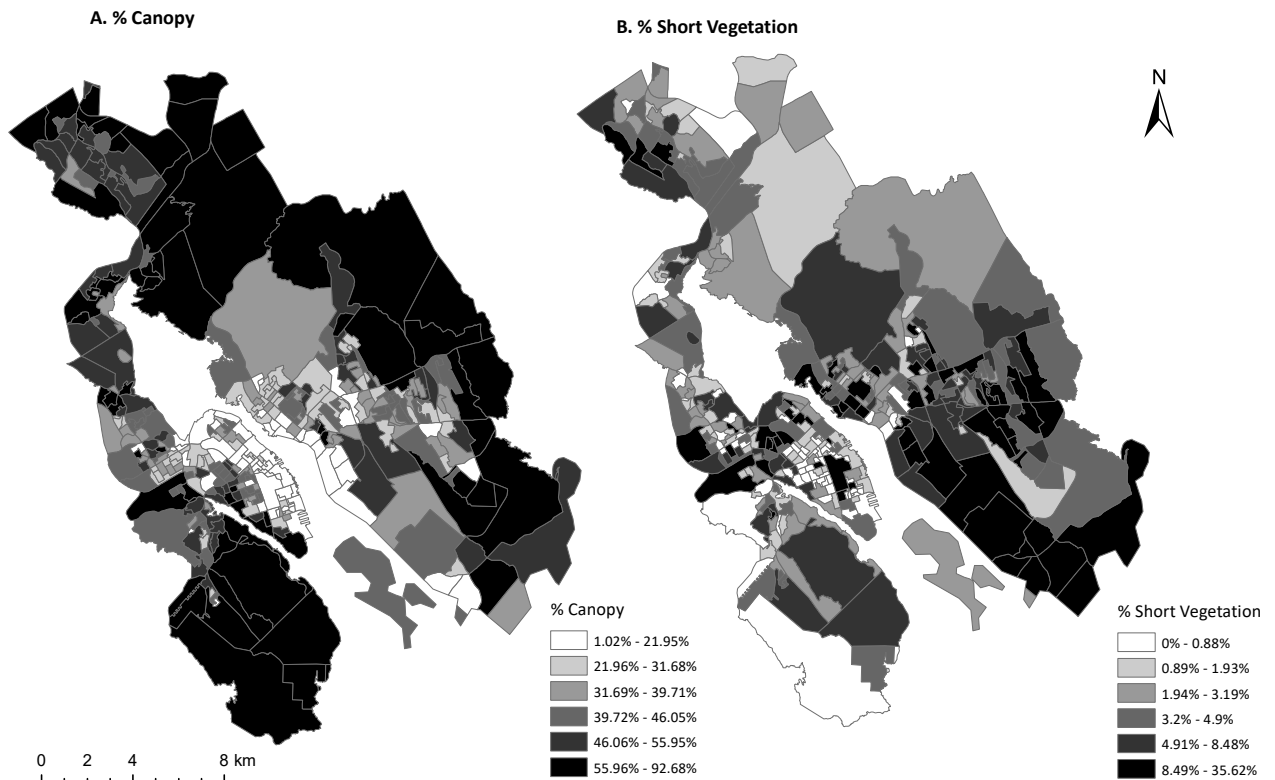 A. % Canopy
B. % Short Vegetation
N
% Canopy
1.02% - 21.95%
21.96% - 31.68%
31.69% - 39.71%
39.72% - 46.05%
46.06% - 55.95%
55.96% - 92.68%
% Short Vegetation
0% - 0.88%
0.89% - 1.93%
1.94% - 3.19%
3.2% - 4.9%
4.91% - 8.48%
8.49% - 35.62%
0 2 4 8 km